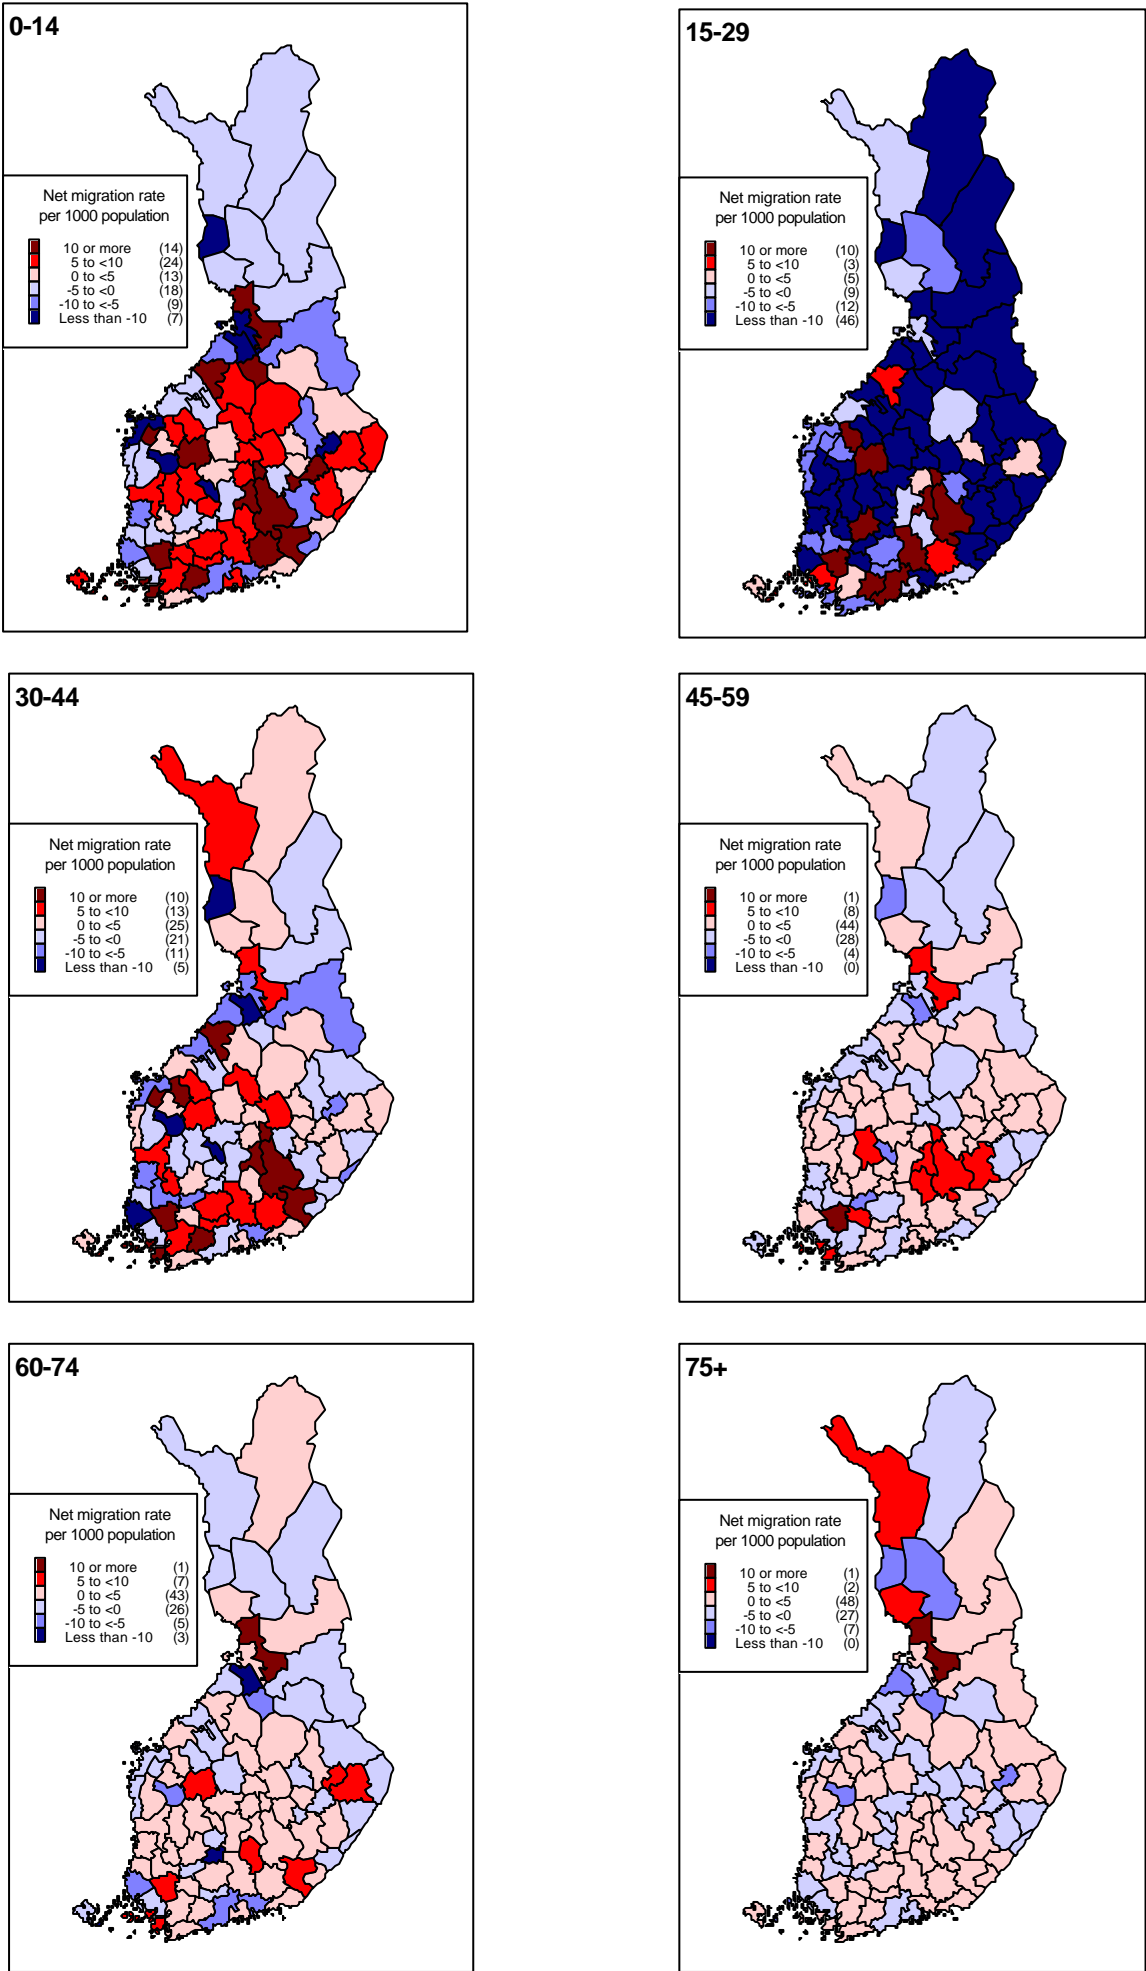 0-14
Net migration rate
per 1000 population
10 or more (14)
5 to <10 (24)
0 to <5 (13)
-5 to <0 (18)
-10 to <-5 (9)
Less than -10 (7)
15-29
Net migration rate
per 1000 population
10 or more (10)
5 to <10 (3)
0 to <5 (5)
-5 to <0 (9)
-10 to <-5 (12)
Less than -10 (46)
30-44
Net migration rate
per 1000 population
10 or more (10)
5 to <10 (13)
0 to <5 (25)
-5 to <0 (21)
-10 to <-5 (11)
Less than -10 (5)
45-59
Net migration rate
per 1000 population
10 or more (1)
5 to <10 (8)
0 to <5 (44)
-5 to <0 (28)
-10 to <-5 (4)
Less than -10 (0)
60-74
Net migration rate
per 1000 population
10 or more (1)
5 to <10 (7)
0 to <5 (43)
-5 to <0 (26)
-10 to <-5 (5)
Less than -10 (3)
75+
Net migration rate
per 1000 population
10 or more (1)
5 to <10 (2)
0 to <5 (48)
-5 to <0 (27)
-10 to <-5 (7)
Less than -10 (0)